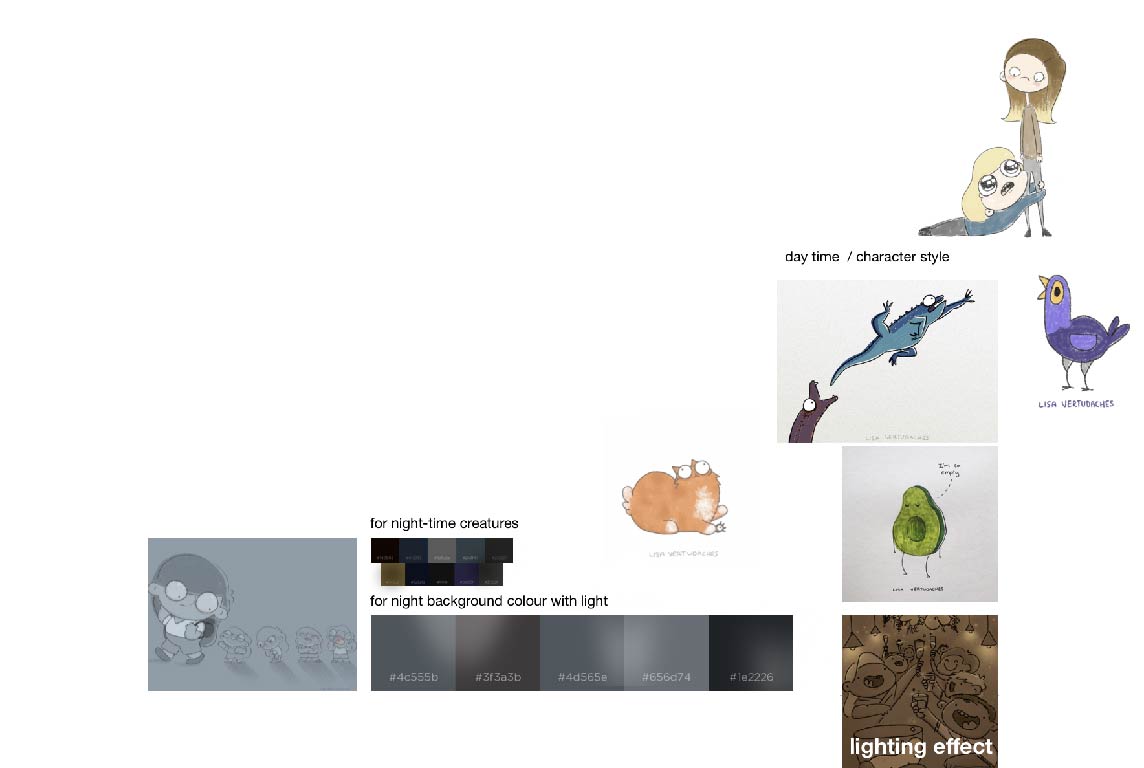 day time  / character style
LISA VERTUDACHES
LISA VERTUDACHES
I'm so
empty
for night-time creatures
LISA VERTUDACHES
LISA VERTUDACHES
for night background colour with light
#4c555b
#3f3a3b
#4d565e
#656d74
#1e2226
lighting effect